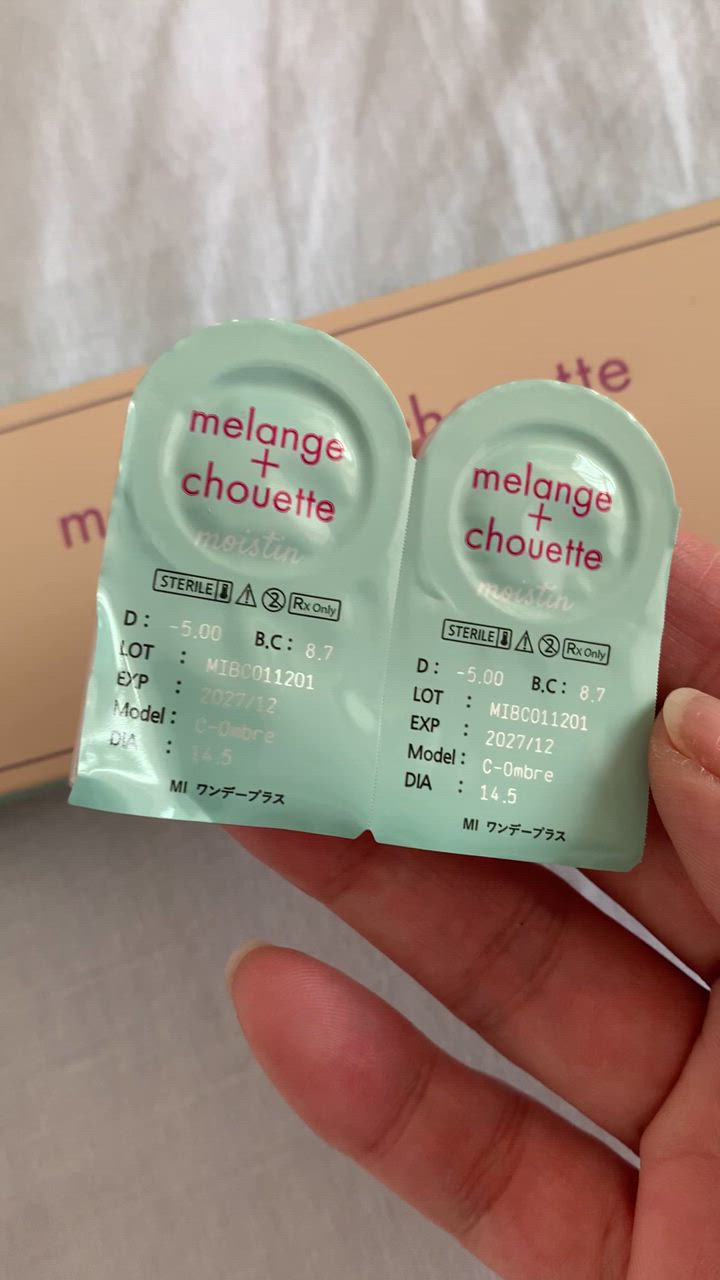 melange
+
chouette
moistin
STERILE Rx Only
D : -5.00 B.C : 8.7
LOT : MIBC011201
EXP : 2027/12
Model : C-Ombre
DIA : 14.5
MI ワンデープラス
melange
+
chouette
moistin
STERILE Rx Only
D : -5.00 B.C : 8.7
LOT : MIBC011201
EXP : 2027/12
Model : C-Ombre
DIA : 14.5
MI ワンデープラス